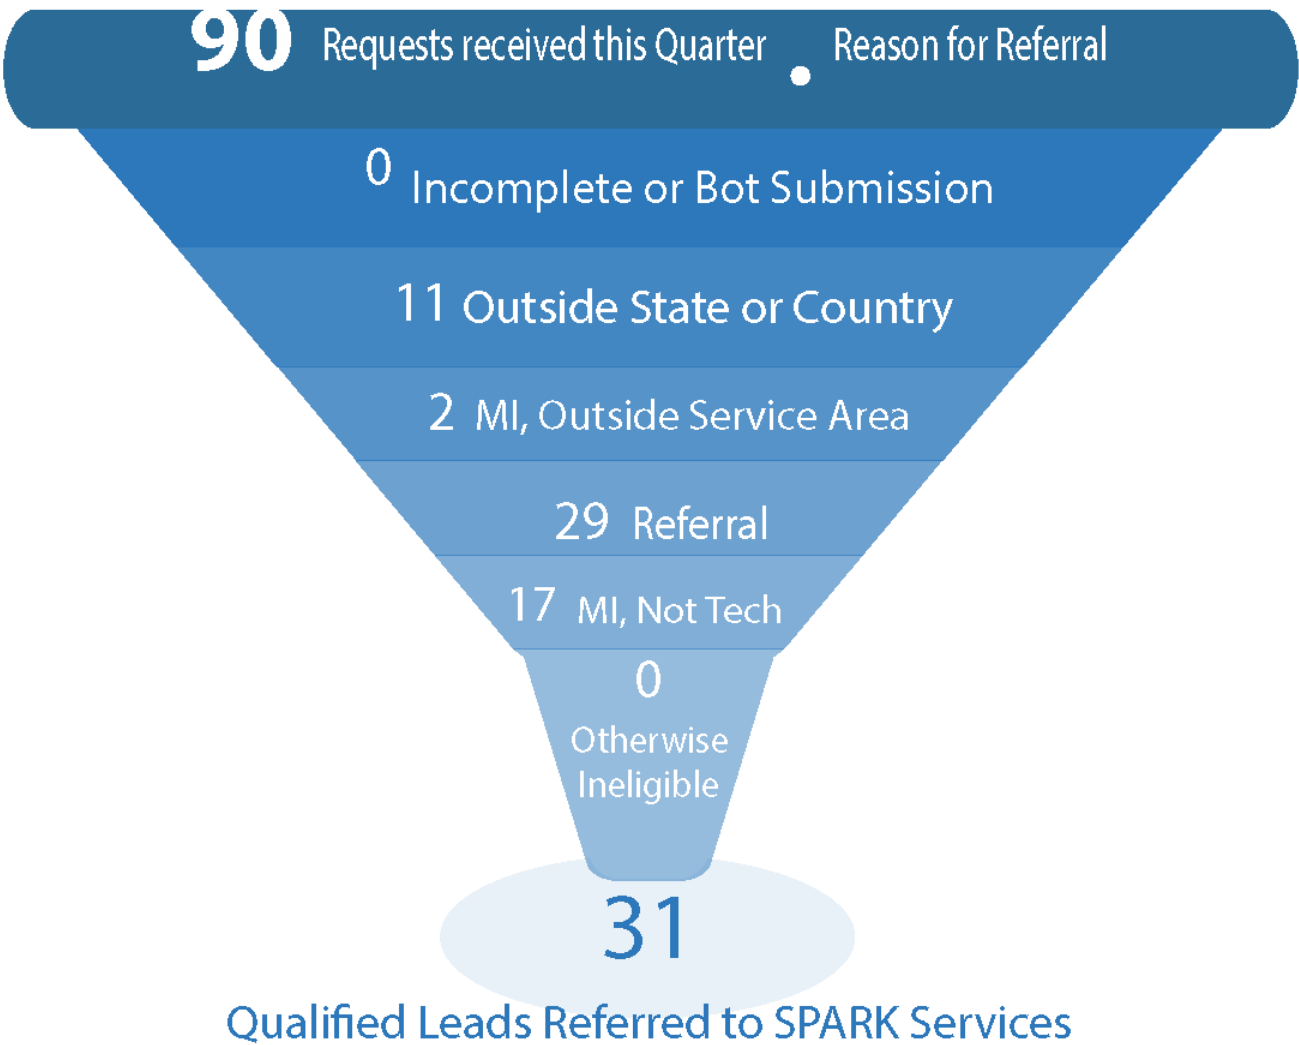 90 Requests received this Quarter . Reason for Referral
0 Incomplete or Bot Submission
11 Outside State or Country
2 MI, Outside Service Area
29 Referral
17 MI, Not Tech
0
Otherwise
Ineligible
31
Qualified Leads Referred to SPARK Services